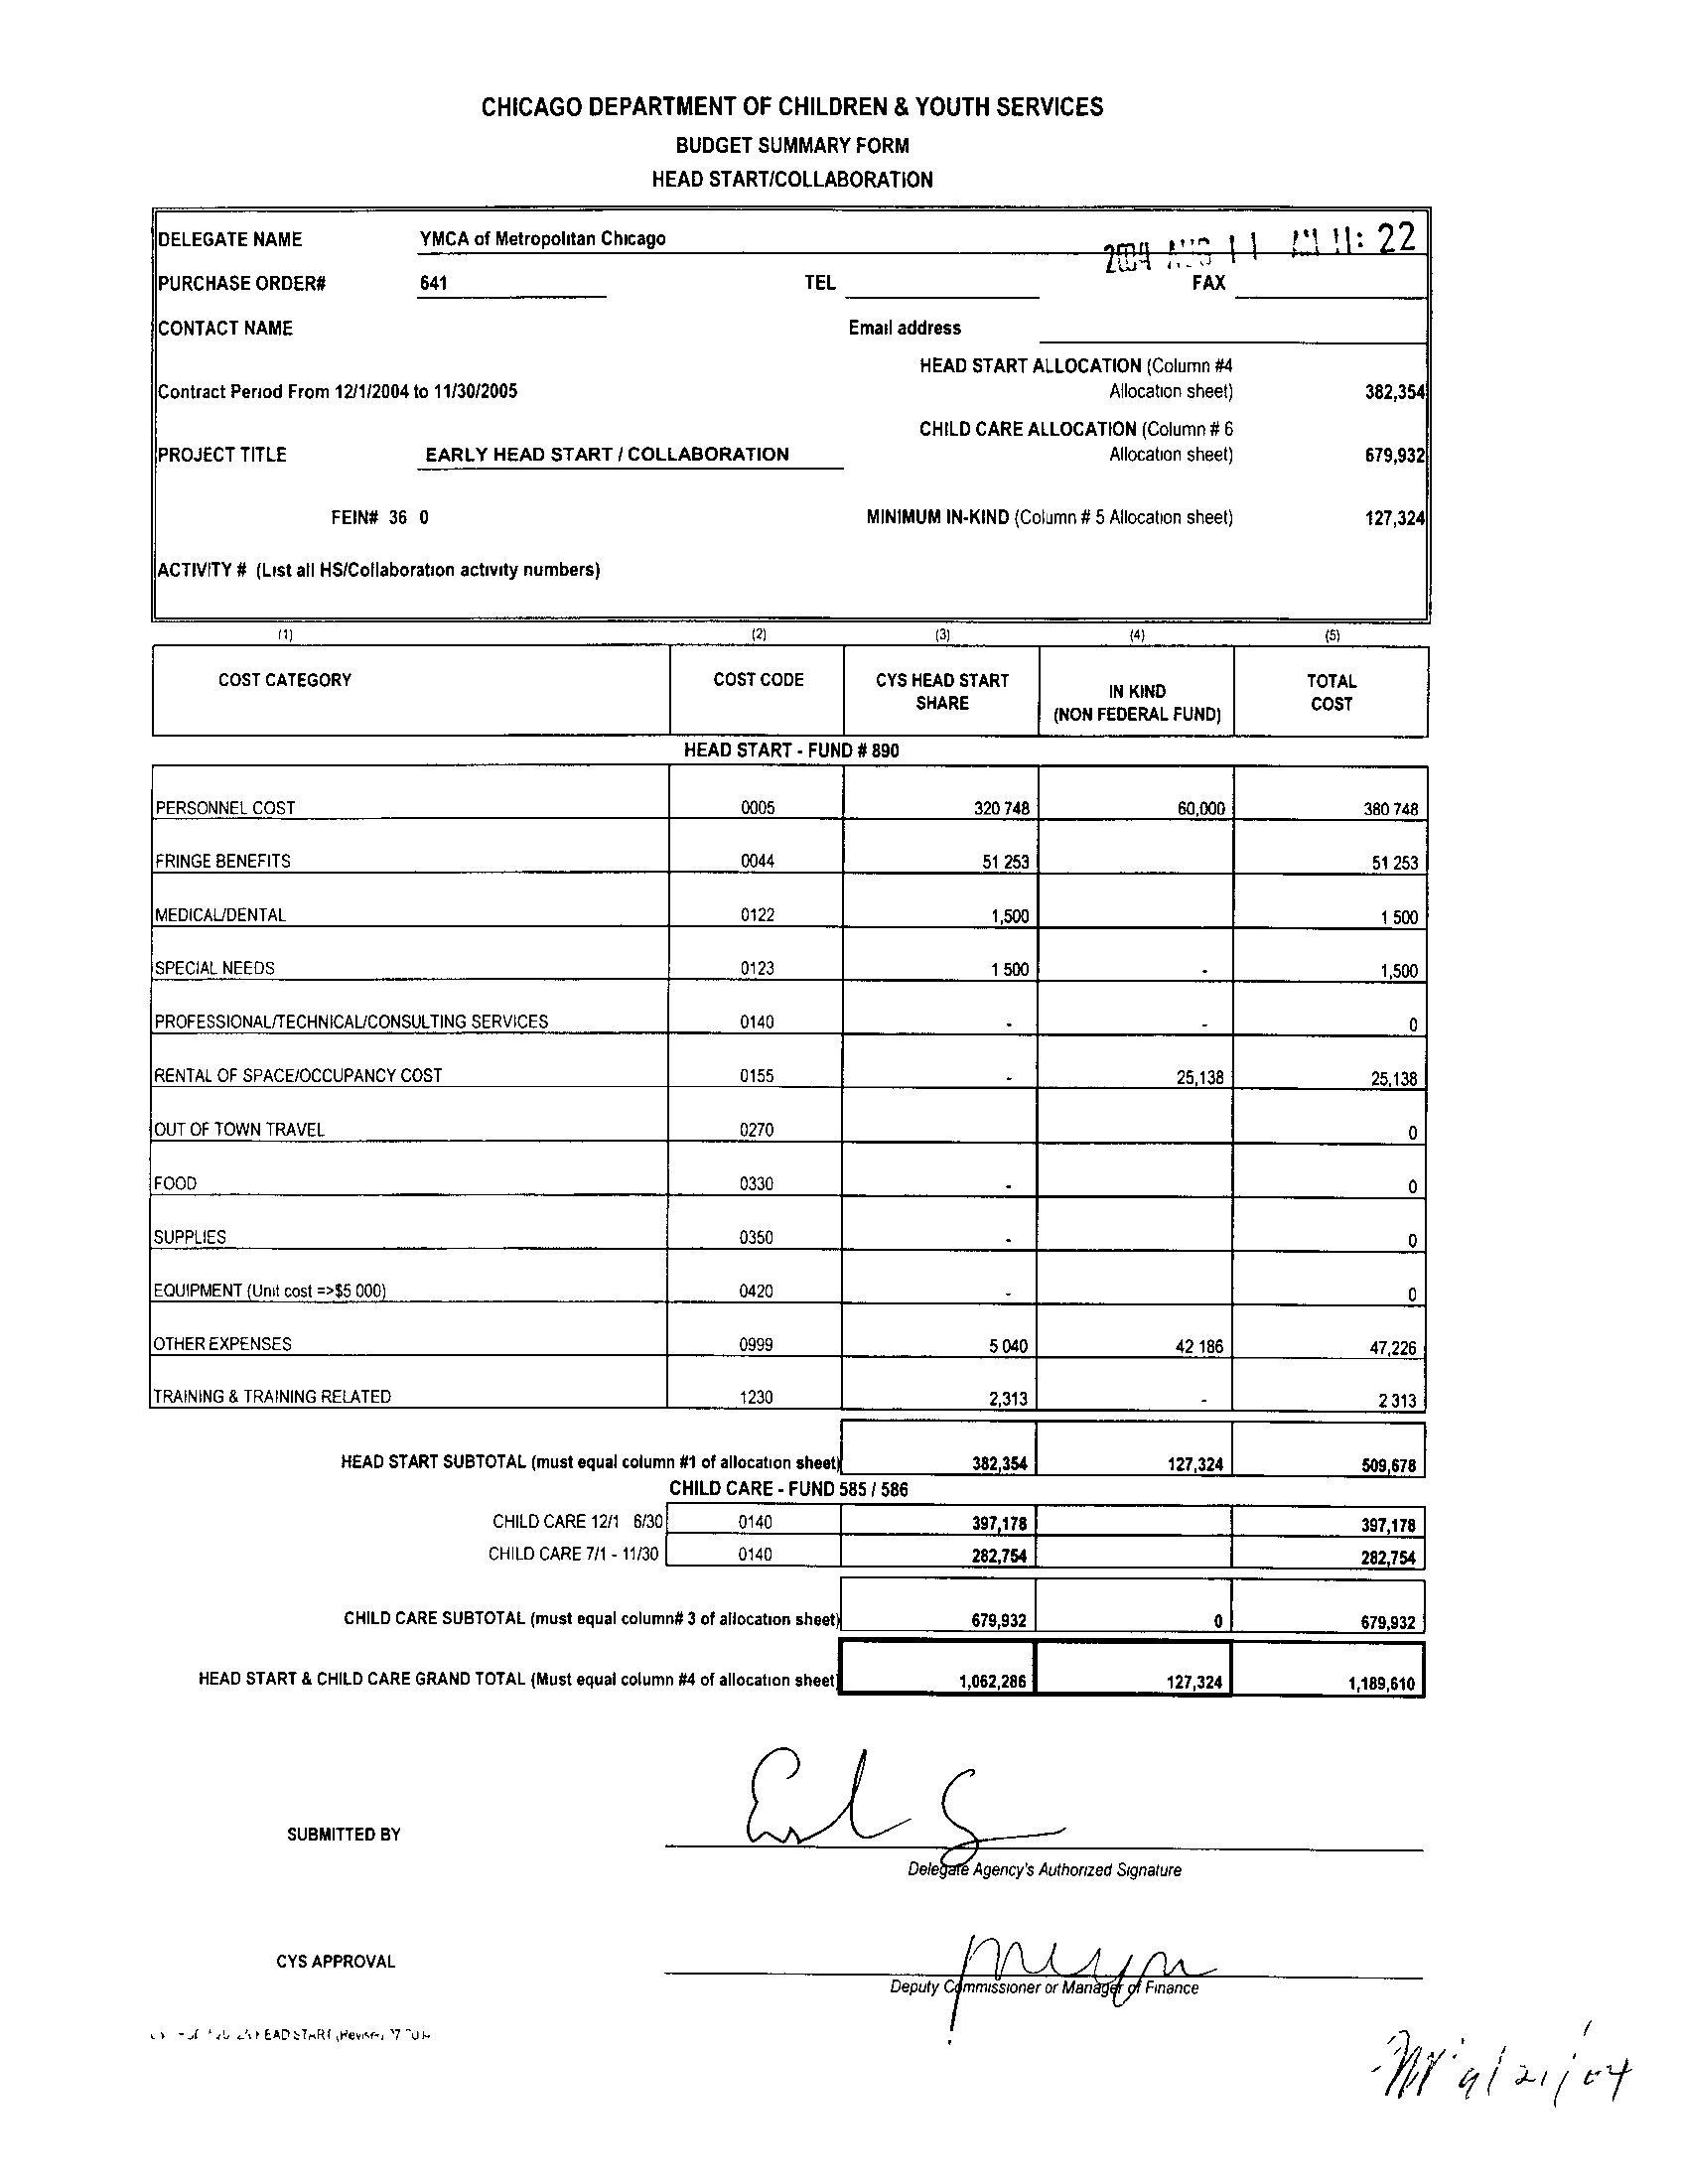 CHICAGO DEPARTMENT OF CHILDREN & YOUTH SERVICES
BUDGET SUMMARY FORM
HEAD START/COLLABORATION
DELEGATE NAME YMCA of Metropolitan Chicago 2004 AUG 11 AM 11: 22
PURCHASE ORDER# 641 TEL FAX
CONTACT NAME Email address
HEAD START ALLOCATION (Column #4
Contract Period From 12/1/2004 to 11/30/2005 Allocation sheet) 382,354
CHILD CARE ALLOCATION (Column # 6
PROJECT TITLE EARLY HEAD START / COLLABORATION Allocation sheet) 679,932
FEIN# 36 0 MINIMUM IN-KIND (Column # 5 Allocation sheet) 127,324
ACTIVITY # (List all HS/Collaboration activity numbers)
(1) (2) (3) (4) (5)
COST CATEGORY COST CODE CYS HEAD START SHARE IN KIND (NON FEDERAL FUND) TOTAL COST
HEAD START - FUND # 890
PERSONNEL COST 0005 320 748 60,000 380 748
FRINGE BENEFITS 0044 51 253 51 253
MEDICAL/DENTAL 0122 1,500 1 500
SPECIAL NEEDS 0123 1 500 - 1,500
PROFESSIONAL/TECHNICAL/CONSULTING SERVICES 0140 - - 0
RENTAL OF SPACE/OCCUPANCY COST 0155 - 25,138 25,138
OUT OF TOWN TRAVEL 0270 0
FOOD 0330 - 0
SUPPLIES 0350 - 0
EQUIPMENT (Unit cost =>$5 000) 0420 - 0
OTHER EXPENSES 0999 5 040 42 186 47,226
TRAINING & TRAINING RELATED 1230 2,313 - 2 313
HEAD START SUBTOTAL (must equal column #1 of allocation sheet) 382,354 127,324 509,678
CHILD CARE - FUND 585 / 586
CHILD CARE 12/1 6/30 0140 397,178 397,178
CHILD CARE 7/1 - 11/30 0140 282,754 282,754
CHILD CARE SUBTOTAL (must equal column# 3 of allocation sheet) 679,932 0 679,932
HEAD START & CHILD CARE GRAND TOTAL (Must equal column #4 of allocation sheet) 1,062,286 127,324 1,189,610
SUBMITTED BY
Delegate Agency's Authorized Signature
CYS APPROVAL
Deputy Commissioner or Manager of Finance
9/21/04